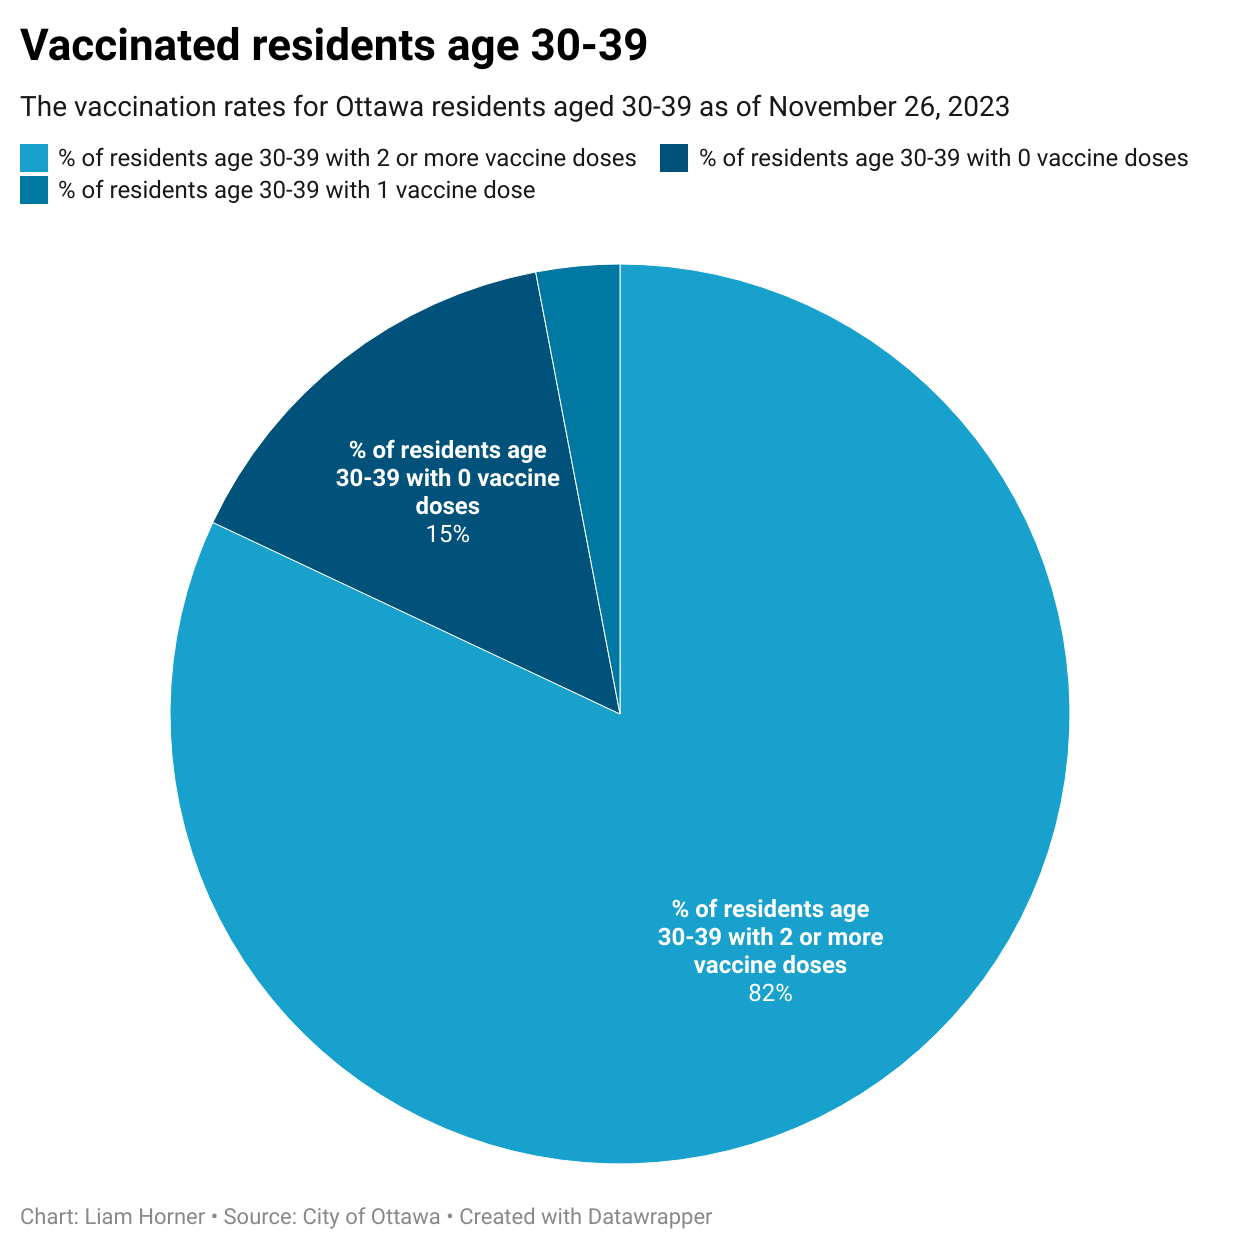 Vaccinated residents age 30-39
The vaccination rates for Ottawa residents aged 30-39 as of November 26, 2023
% of residents age 30-39 with 2 or more vaccine doses % of residents age 30-39 with 0 vaccine doses
% of residents age 30-39 with 1 vaccine dose
% of residents age
30-39 with 0 vaccine
doses
15%
% of residents age
30-39 with 2 or more
vaccine doses
82%
Chart: Liam Horner • Source: City of Ottawa • Created with Datawrapper